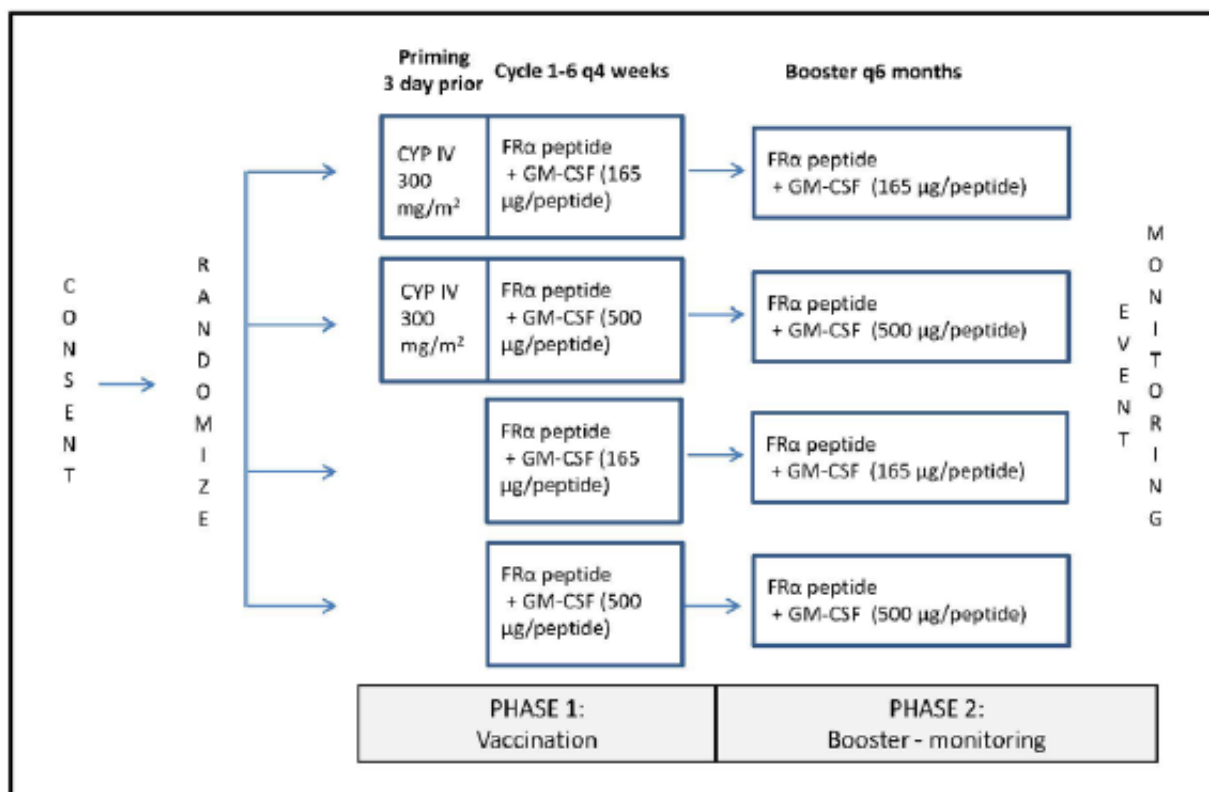 Priming
3 day prior
Cycle 1-6 q4 weeks
Booster q6 months
CONSENT
RANDOMIZE
CYP IV
300
mg/m²
FRα peptide
+ GM-CSF (165
µg/peptide)
FRα peptide
+ GM-CSF (165 µg/peptide)
CYP IV
300
mg/m²
FRα peptide
+ GM-CSF (500
µg/peptide)
FRα peptide
+ GM-CSF (500 µg/peptide)
FRα peptide
+ GM-CSF (165
µg/peptide)
FRα peptide
+ GM-CSF (165 µg/peptide)
FRα peptide
+ GM-CSF (500
µg/peptide)
FRα peptide
+ GM-CSF (500 µg/peptide)
EVENT
MONITORING
PHASE 1:
Vaccination
PHASE 2:
Booster - monitoring